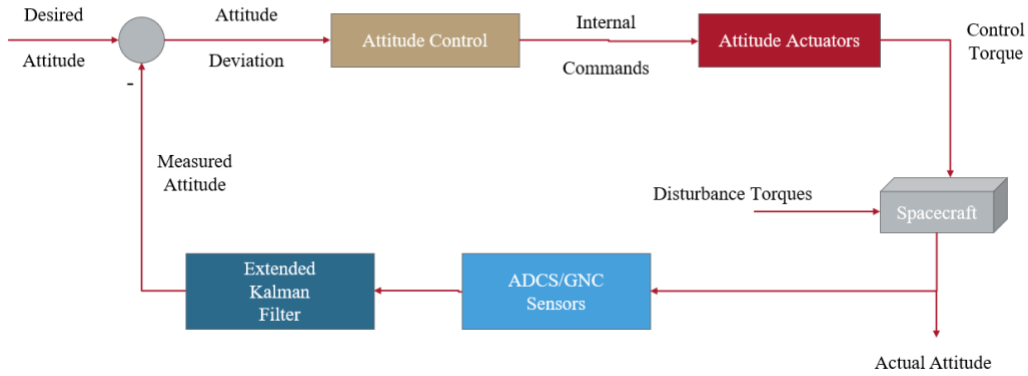 Desired
Attitude
Attitude
Deviation
Attitude Control
Internal
Commands
Attitude Actuators
Control
Torque
-
Measured
Attitude
Disturbance Torques
Spacecraft
Extended
Kalman
Filter
ADCS/GNC
Sensors
Actual Attitude